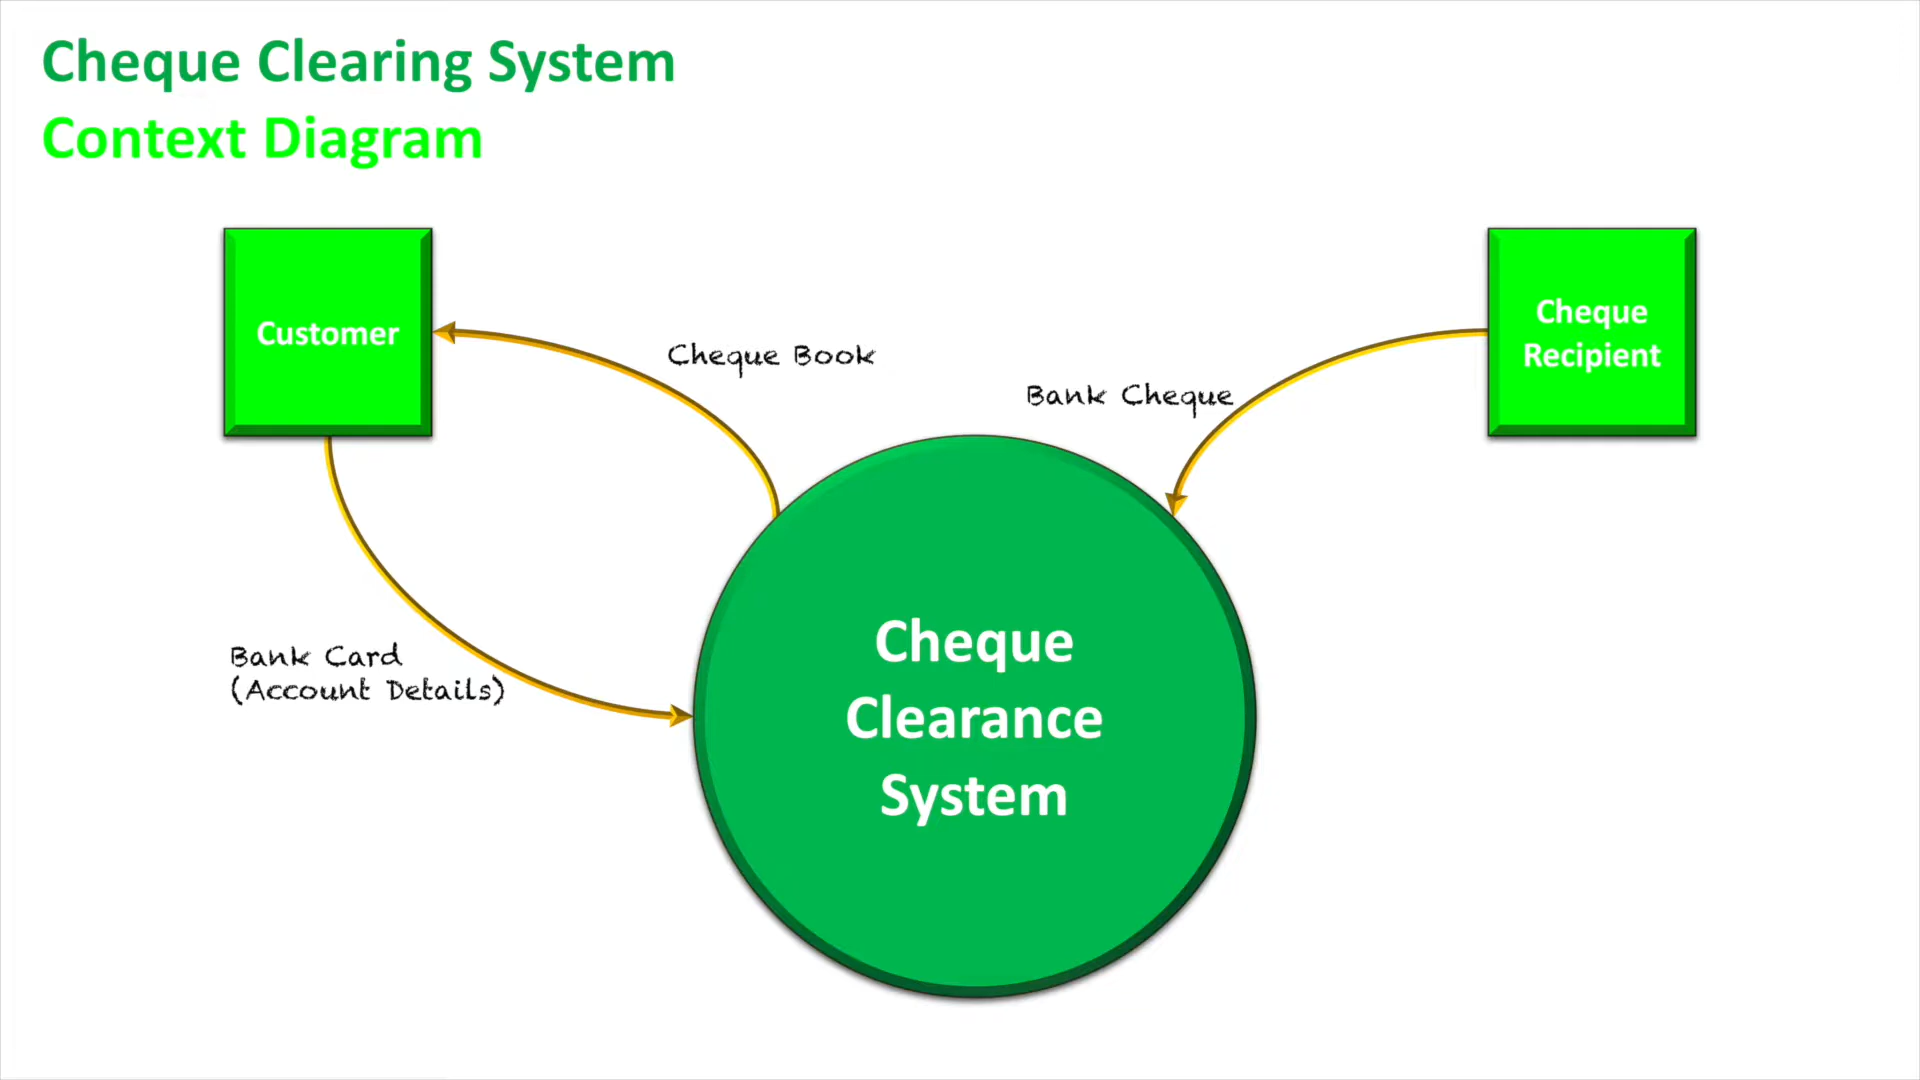 Cheque Clearing System
Context Diagram
Customer
Cheque
Recipient
Cheque Book
Bank Cheque
Bank Card
(Account Details)
Cheque
Clearance
System